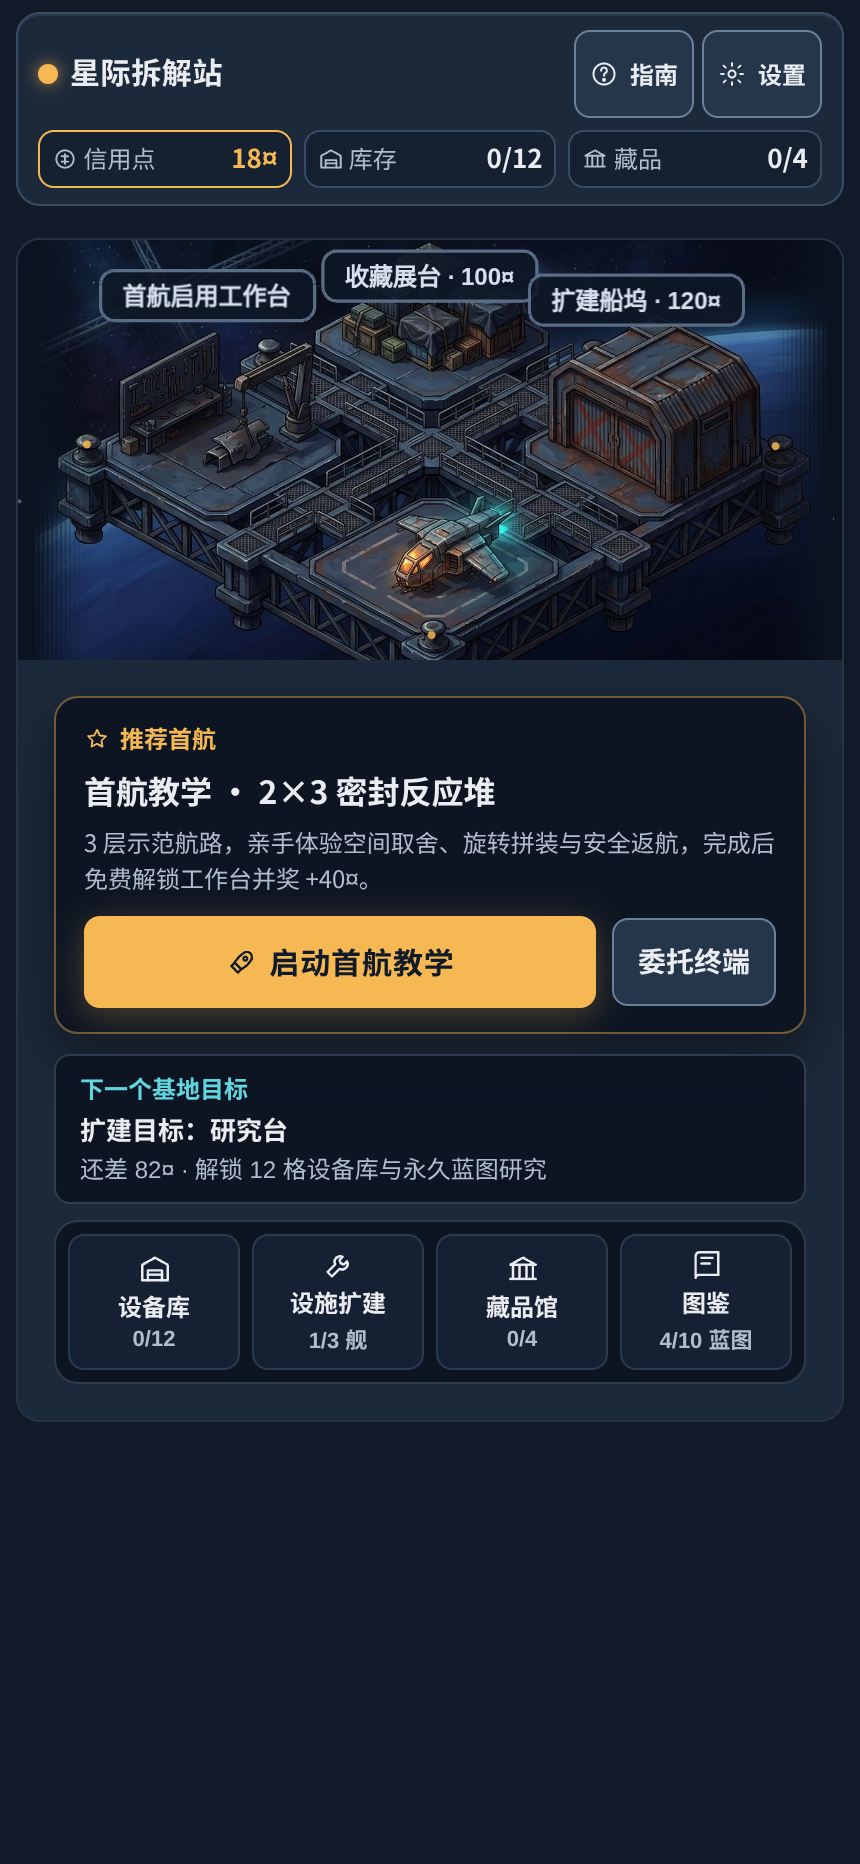 星际拆解站
指南
设置
信用点 18¤
库存 0/12
藏品 0/4
首航启用工作台
收藏展台 · 100¤
扩建船坞 · 120¤
推荐首航
首航教学 · 2×3 密封反应堆
3 层示范航路，亲手体验空间取舍、旋转拼装与安全返航，完成后
免费解锁工作台并奖 +40¤。
启动首航教学
委托终端
下一个基地目标
扩建目标：研究台
还差 82¤ · 解锁 12 格设备库与永久蓝图研究
设备库
0/12
设施扩建
1/3 舰
藏品馆
0/4
图鉴
4/10 蓝图